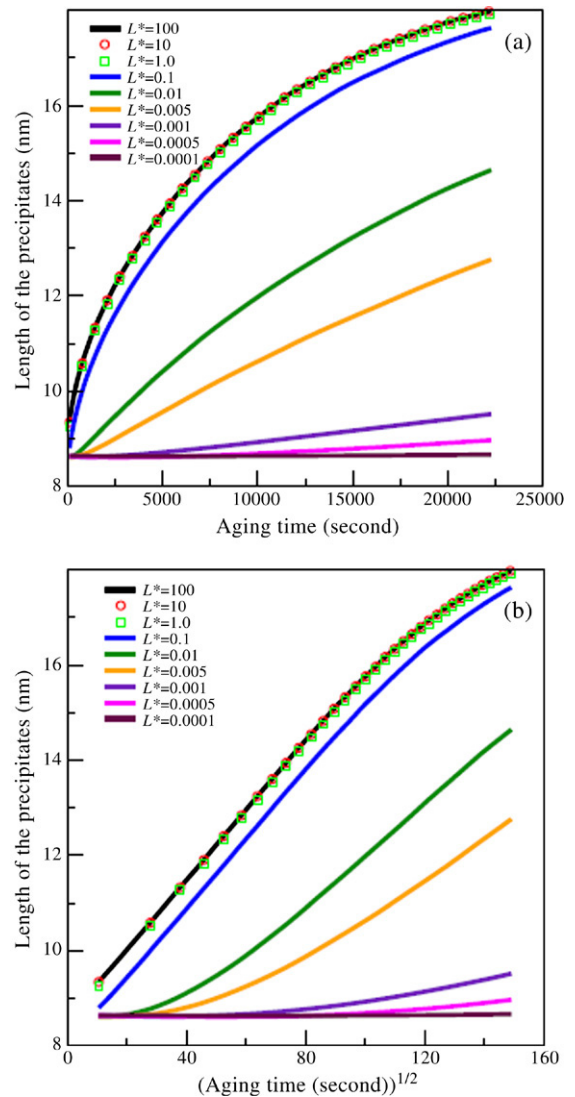 (a)
L*=100
L*=10
L*=1.0
L*=0.1
L*=0.01
L*=0.005
L*=0.001
L*=0.0005
L*=0.0001
Length of the precipitates (nm)
16
14
12
10
8
0 5000 10000 15000 20000 25000
Aging time (second)
(b)
L*=100
L*=10
L*=1.0
L*=0.1
L*=0.01
L*=0.005
L*=0.001
L*=0.0005
L*=0.0001
Length of the precipitates (nm)
16
14
12
10
8
0 40 80 120 160
(Aging time (second))^1/2